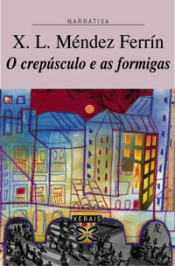 NARRATIVA
X. L. Méndez Ferrín
O crepúsculo e as formigas
XERAIS